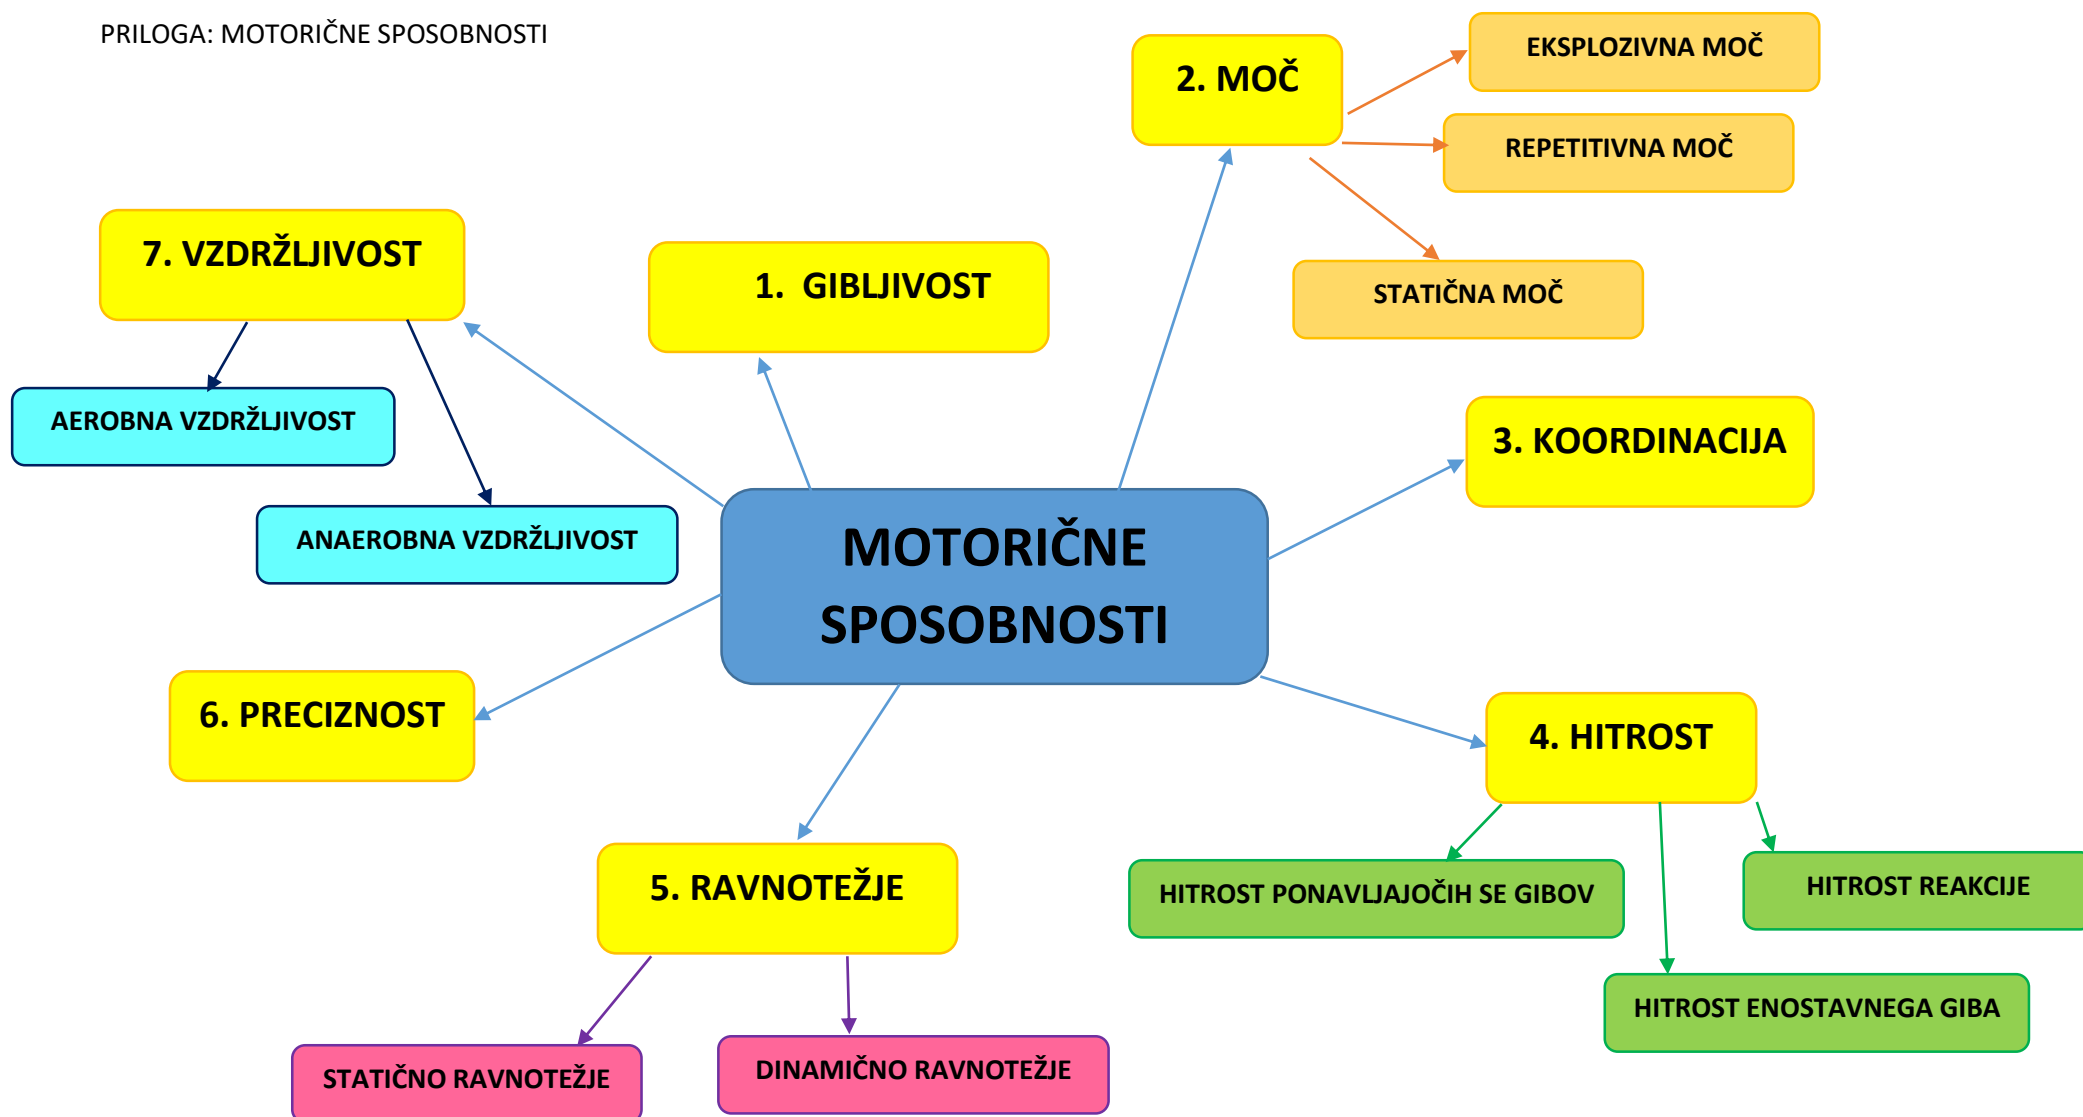 PRILOGA: MOTORIČNE SPOSOBNOSTI
2. MOČ
EKSPLOZIVNA MOČ
REPETITIVNA MOČ
STATIČNA MOČ
7. VZDRŽLJIVOST
1. GIBLJIVOST
AEROBNA VZDRŽLJIVOST
ANAEROBNA VZDRŽLJIVOST
3. KOORDINACIJA
MOTORIČNE
SPOSOBNOSTI
6. PRECIZNOST
4. HITROST
5. RAVNOTEŽJE
HITROST PONAVLJAJOČIH SE GIBOV
HITROST REAKCIJE
HITROST ENOSTAVNEGA GIBA
STATIČNO RAVNOTEŽJE
DINAMIČNO RAVNOTEŽJE